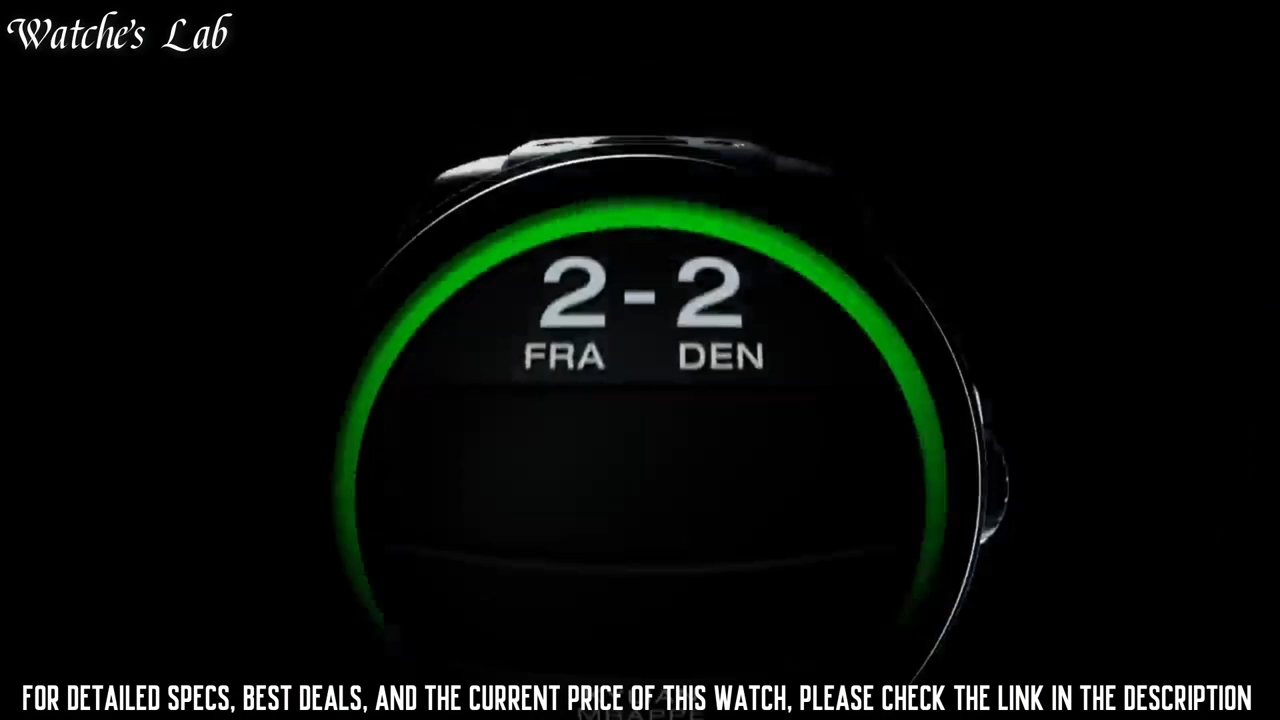 Watche's Lab
2 - 2
FRA DEN
FOR DETAILED SPECS, BEST DEALS, AND THE CURRENT PRICE OF THIS WATCH, PLEASE CHECK THE LINK IN THE DESCRIPTION